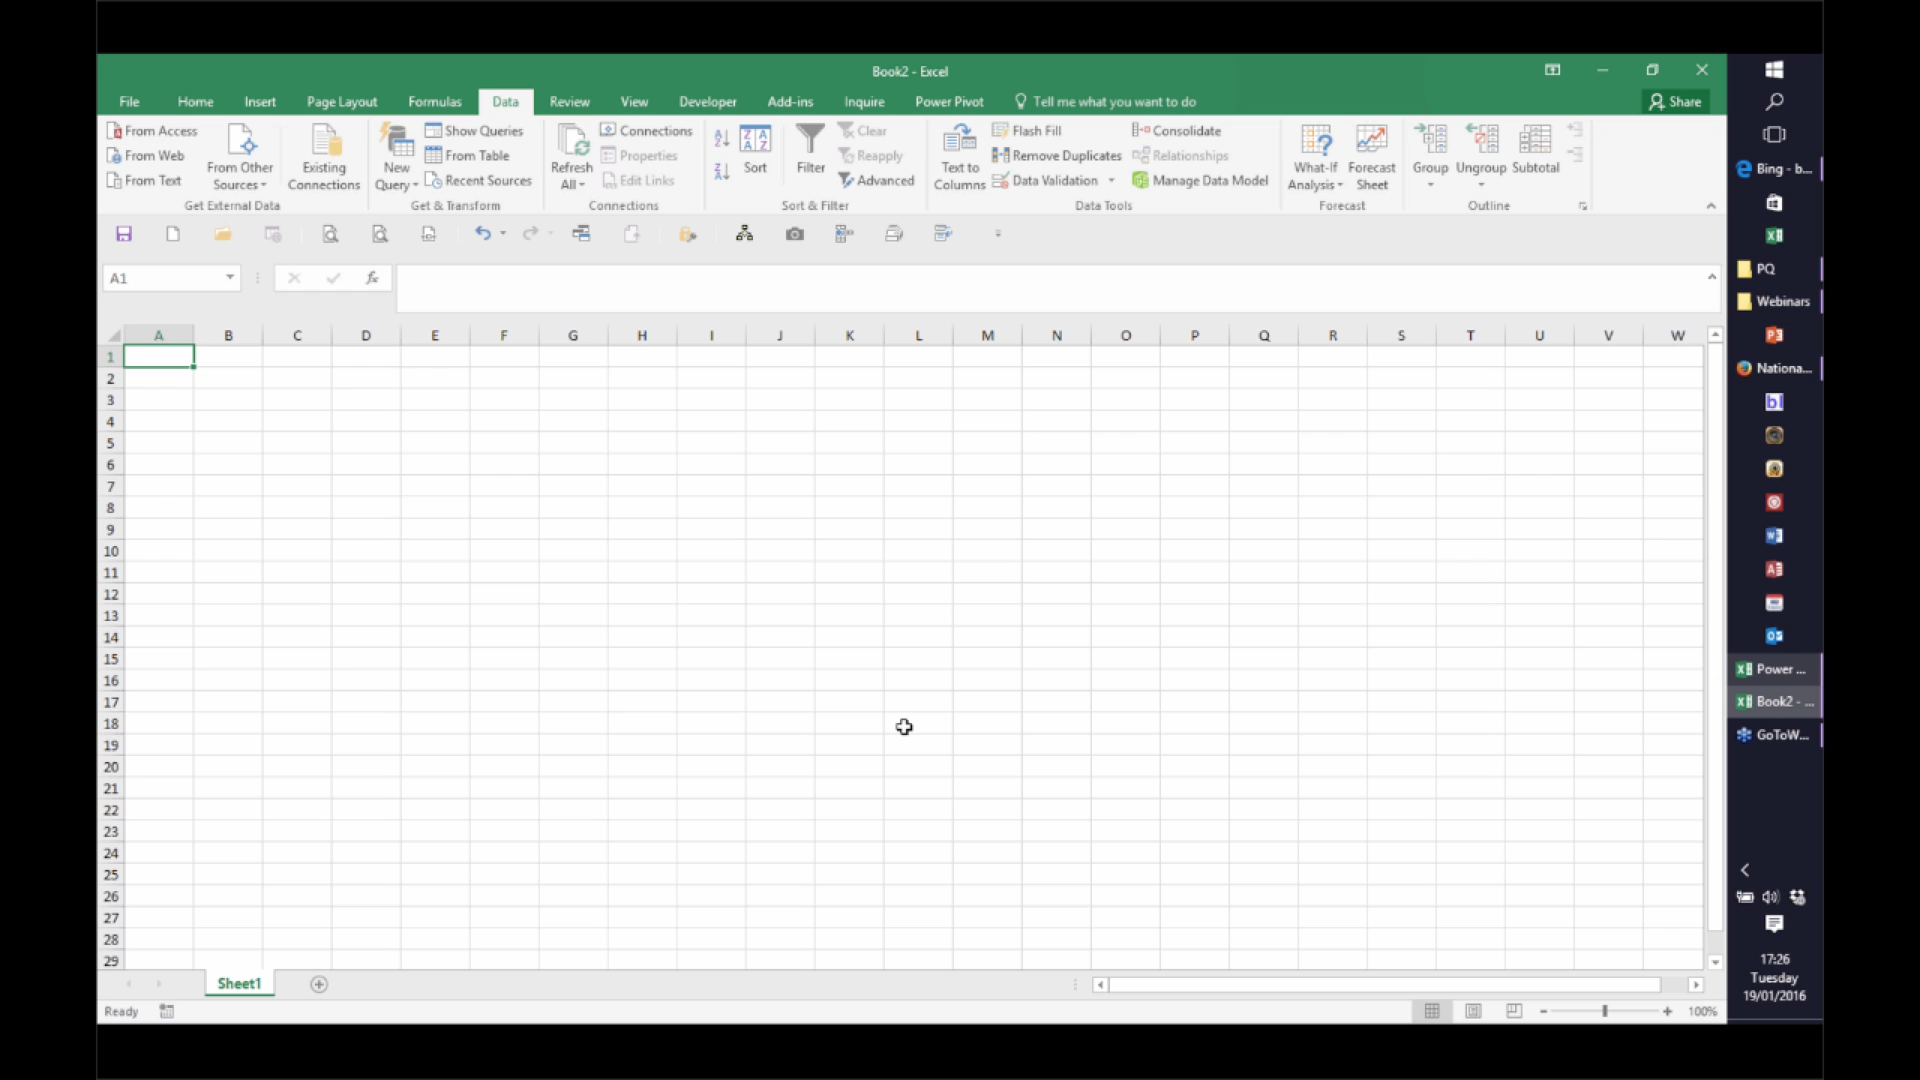 Book2 - Excel
File Home Insert Page Layout Formulas Data Review View Developer Add-ins Inquire Power Pivot Tell me what you want to do Share
From Access
From Web
From Text
From Other Sources
Existing Connections
Get External Data
New Query
Show Queries
From Table
Recent Sources
Get & Transform
Refresh All
Connections
Properties
Edit Links
Connections
Sort
Filter
Clear
Reapply
Advanced
Sort & Filter
Text to Columns
Flash Fill
Remove Duplicates
Data Validation
Consolidate
Relationships
Manage Data Model
Data Tools
What-If Analysis
Forecast Sheet
Forecast
Group
Ungroup
Subtotal
Outline
A1
fx
A B C D E F G H I J K L M N O P Q R S T U V W
1
2
3
4
5
6
7
8
9
10
11
12
13
14
15
16
17
18
19
20
21
22
23
24
25
26
27
28
29
Sheet1
Ready
100%
Bing - b...
PQ
Webinars
Nationa...
bl
Power ...
Book2 - ...
GoToW...
17:26
Tuesday
19/01/2016